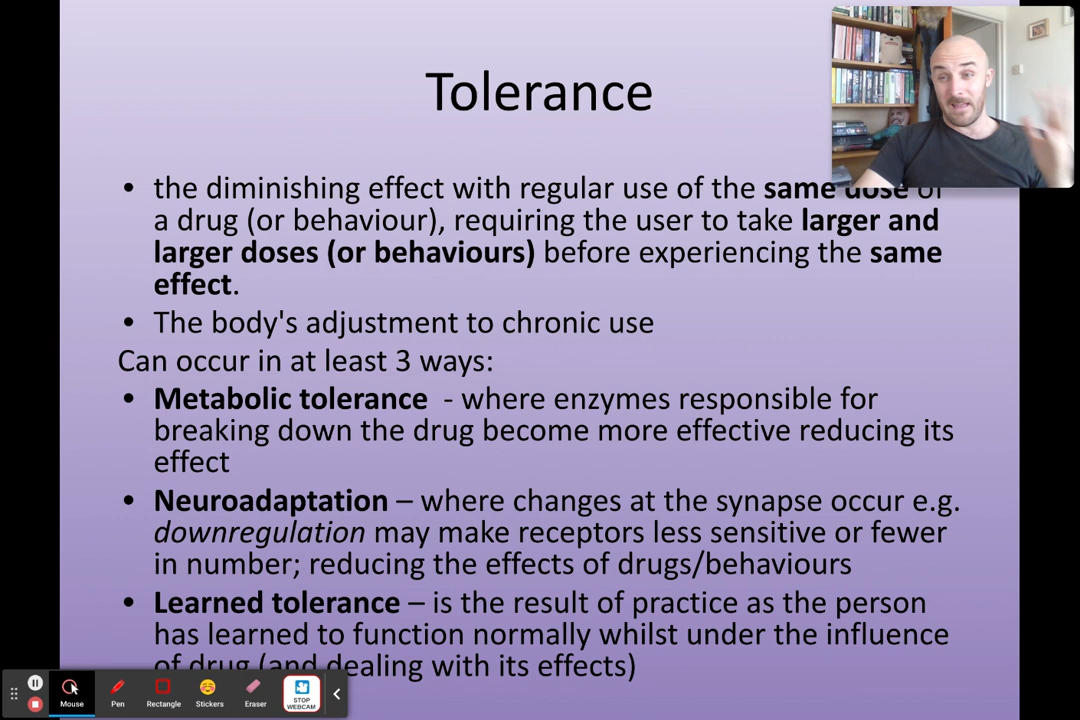 Tolerance
• the diminishing effect with regular use of the same dose of
a drug (or behaviour), requiring the user to take larger and
larger doses (or behaviours) before experiencing the same
effect.
• The body's adjustment to chronic use
Can occur in at least 3 ways:
• Metabolic tolerance - where enzymes responsible for
breaking down the drug become more effective reducing its
effect
• Neuroadaptation – where changes at the synapse occur e.g.
downregulation may make receptors less sensitive or fewer
in number; reducing the effects of drugs/behaviours
• Learned tolerance – is the result of practice as the person
has learned to function normally whilst under the influence
of drug (and dealing with its effects)
Mouse Pen Rectangle Stickers Eraser STOP WEBCAM